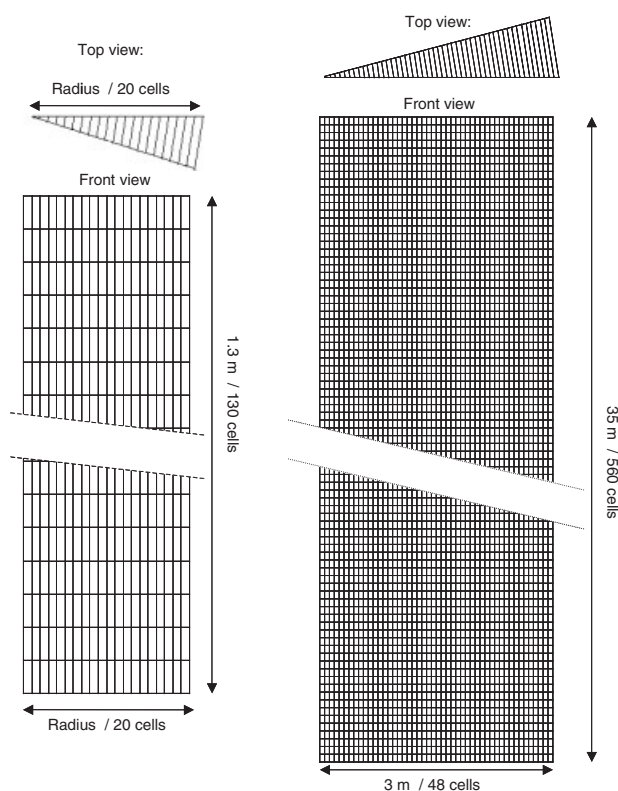 Top view:
Radius / 20 cells
Front view
1.3 m / 130 cells
Radius / 20 cells
Top view:
Front view
35 m / 560 cells
3 m / 48 cells